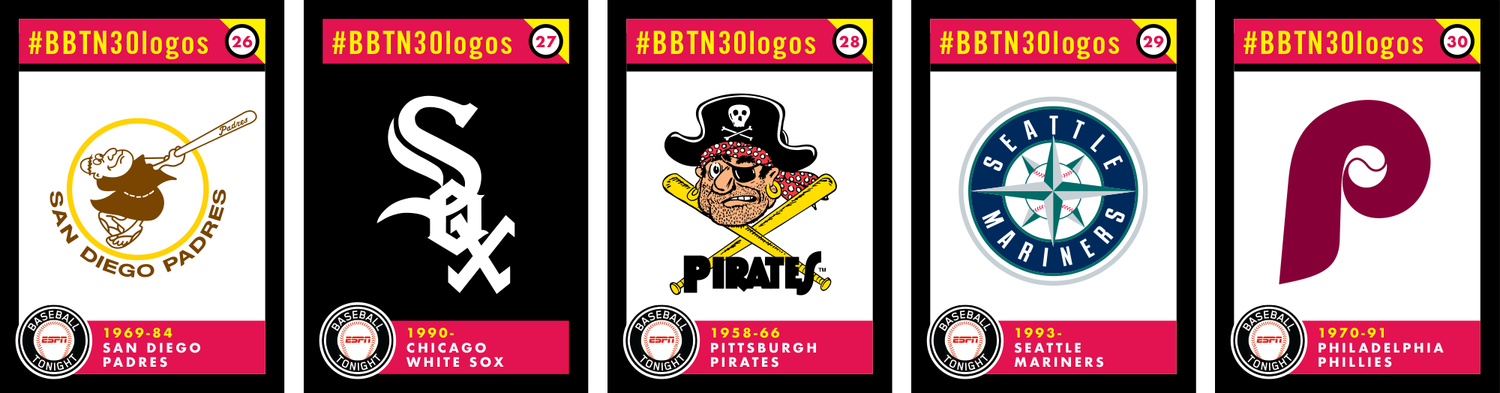 #BBTN30logos 26
Padres
SAN DIEGO PADRES
BASEBALL
ESPN
TONIGHT
1969-84
SAN DIEGO
PADRES
#BBTN30logos 27
Sox
BASEBALL
ESPN
TONIGHT
1990-
CHICAGO
WHITE SOX
#BBTN30logos 28
PIRATES™
BASEBALL
ESPN
TONIGHT
1958-66
PITTSBURGH
PIRATES
#BBTN30logos 29
SEATTLE
MARINERS
BASEBALL
ESPN
TONIGHT
1993-
SEATTLE
MARINERS
#BBTN30logos 30
P
BASEBALL
ESPN
TONIGHT
1970-91
PHILADELPHIA
PHILLIES